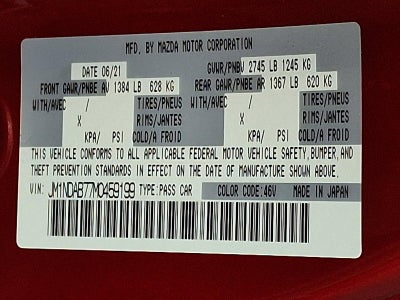 MFD. BY MAZDA MOTOR CORPORATION
DATE 06/21 GVWR/PNBV 2745 LB 1245 KG
FRONT GAWR/PNBE AV 1384 LB 628 KG REAR GAWR/PNBE AR 1367 LB 620 KG
WITH/AVEC / TIRES/PNEUS WITH/AVEC / TIRES/PNEUS
X RIMS/JANTES X RIMS/JANTES
KPA/ PSI COLD/A FROID KPA/ PSI COLD/A FROID
THIS VEHICLE CONFORMS TO ALL APPLICABLE FEDERAL MOTOR VEHICLE SAFETY, BUMPER, AND
THEFT PREVENTION STANDARDS IN EFFECT ON THE DATE OF MANUFACTURE SHOWN ABOVE.
VIN: JM1NDAB77M0459199 TYPE:PASS CAR COLOR CODE:46V MADE IN JAPAN